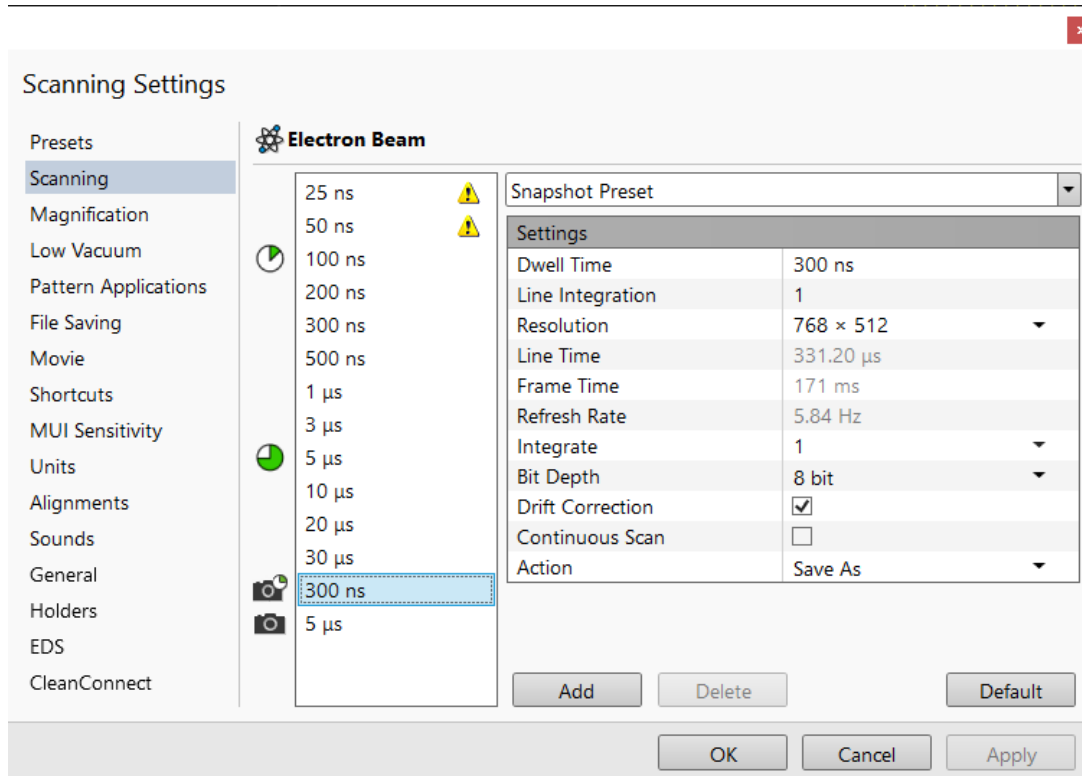 Scanning Settings
Presets
Scanning
Magnification
Low Vacuum
Pattern Applications
File Saving
Movie
Shortcuts
MUI Sensitivity
Units
Alignments
Sounds
General
Holders
EDS
CleanConnect
Electron Beam
25 ns
50 ns
100 ns
200 ns
300 ns
500 ns
1 µs
3 µs
5 µs
10 µs
20 µs
30 µs
300 ns
5 µs
Snapshot Preset
Settings
Dwell Time 300 ns
Line Integration 1
Resolution 768 × 512
Line Time 331.20 µs
Frame Time 171 ms
Refresh Rate 5.84 Hz
Integrate 1
Bit Depth 8 bit
Drift Correction
Continuous Scan
Action Save As
Add Delete Default
OK Cancel Apply